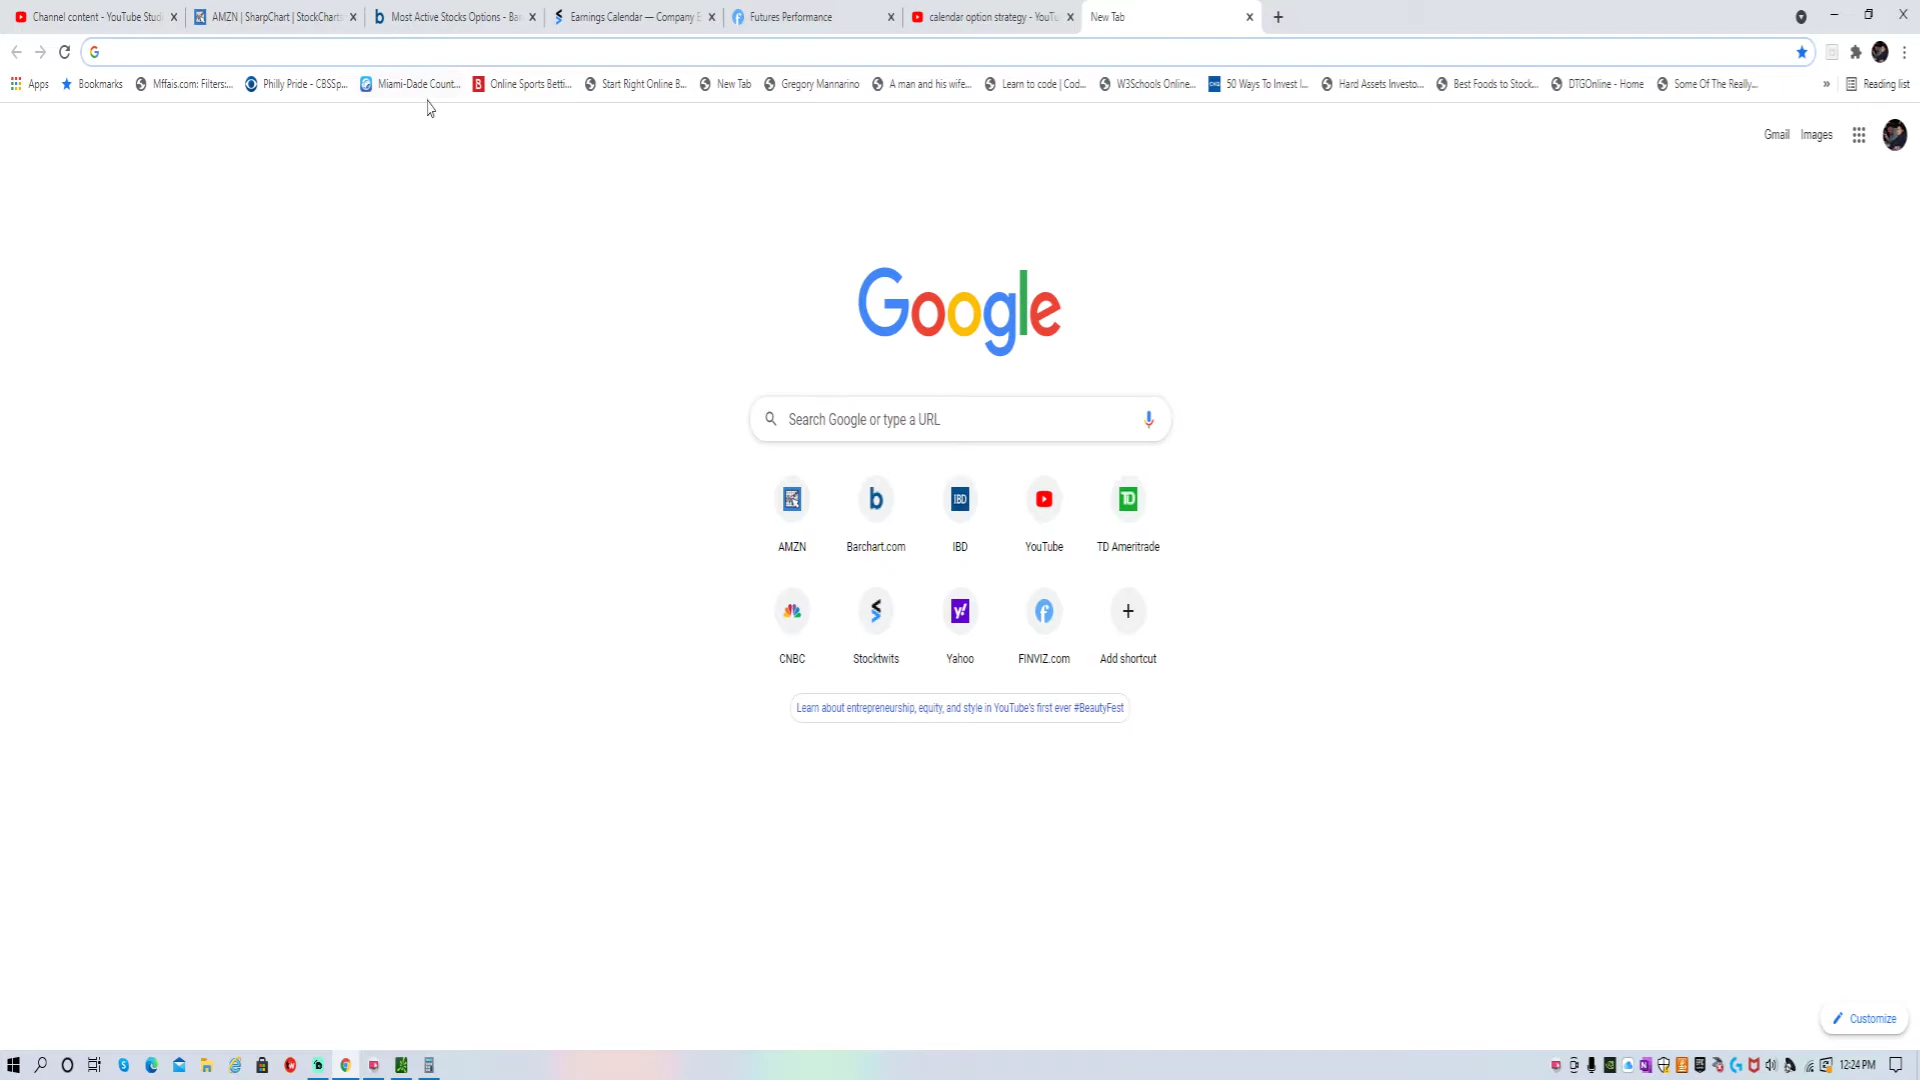 Channel content - YouTube Stud
AMZN | SharpChart | StockCharts
Most Active Stocks Options - Ba
Earnings Calendar — Company E
Futures Performance
calendar option strategy - YouTu
New Tab
Apps
Bookmarks
Mffais.com: Filters:...
Philly Pride - CBSSp...
Miami-Dade Count...
Online Sports Betti...
Start Right Online B...
New Tab
Gregory Mannarino
A man and his wife...
Learn to code | Cod...
W3Schools Online...
50 Ways To Invest I...
Hard Assets Investo...
Best Foods to Stock...
DTGOnline - Home
Some Of The Really...
»
Reading list
Gmail
Images
Google
Search Google or type a URL
IBD
TD
AMZN
Barchart.com
IBD
YouTube
TD Ameritrade
y!
CNBC
Stocktwits
Yahoo
FINVIZ.com
Add shortcut
Learn about entrepreneurship, equity, and style in YouTube's first ever #BeautyFest
Customize
12:24 PM